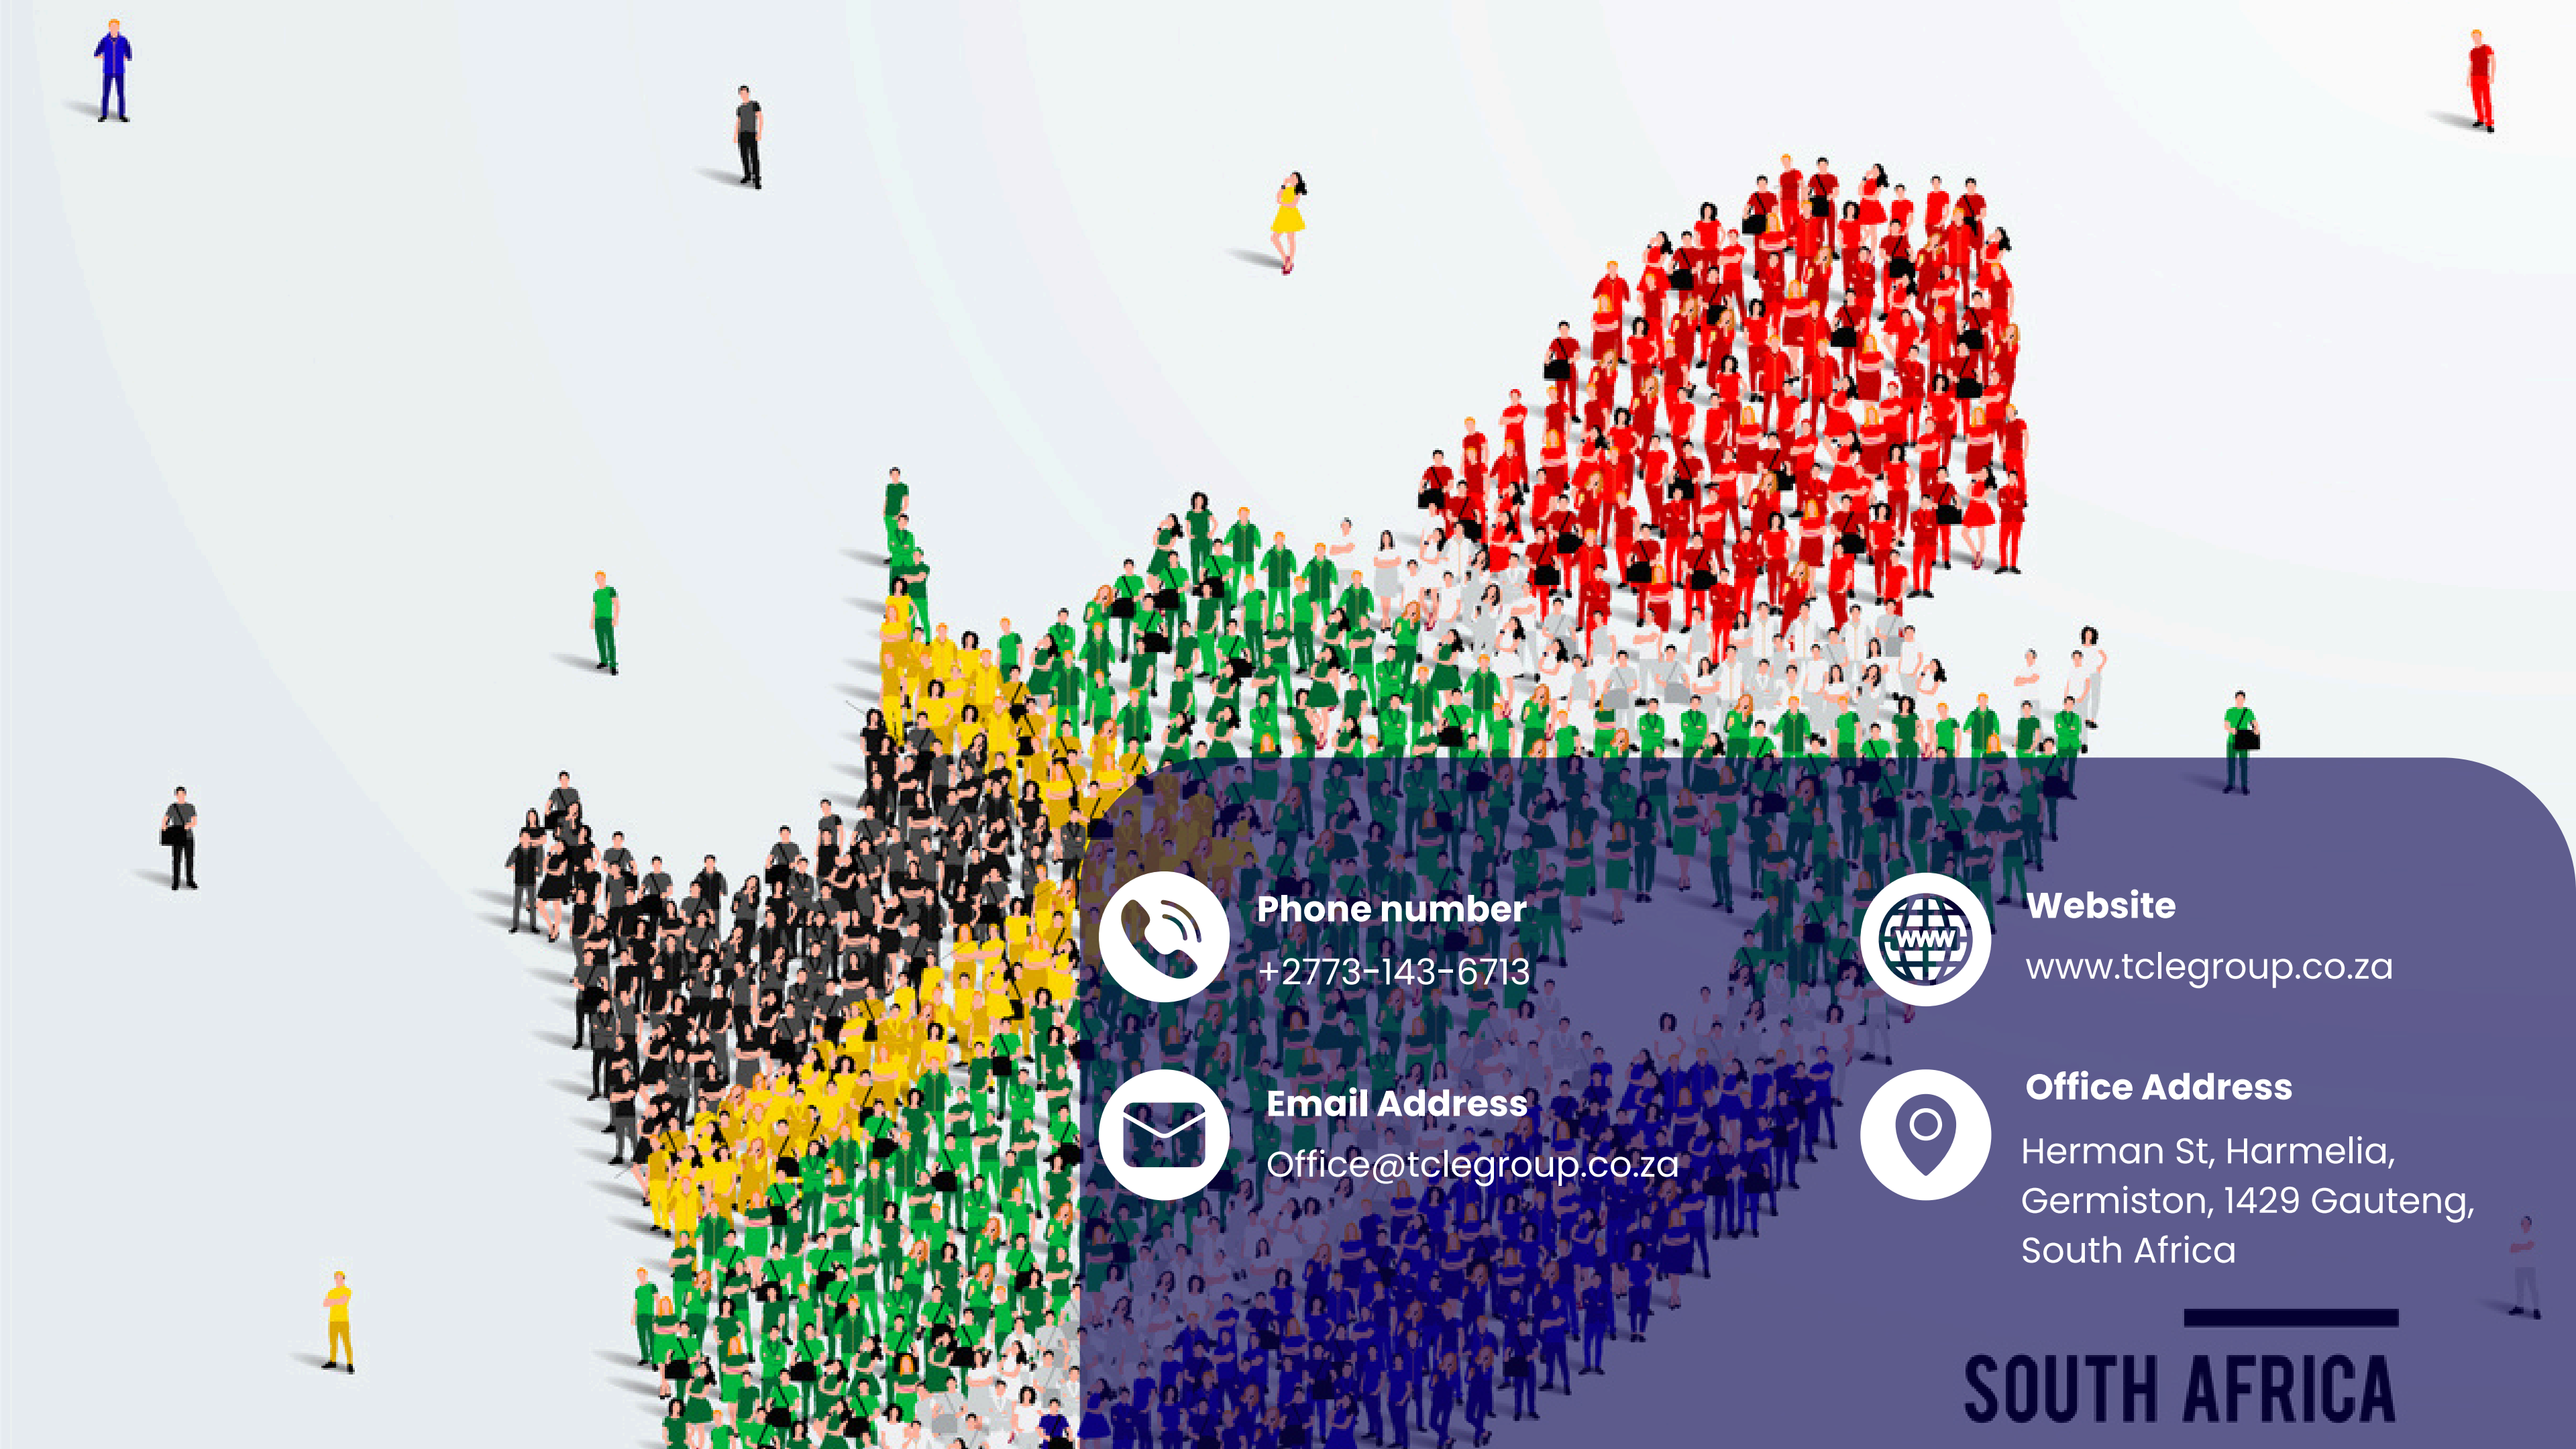 Phone number
+2773-143-6713
Email Address
Office@tclegroup.co.za
Website
www
www.tclegroup.co.za
Office Address
Herman St, Harmelia,
Germiston, 1429 Gauteng,
South Africa
SOUTH AFRICA